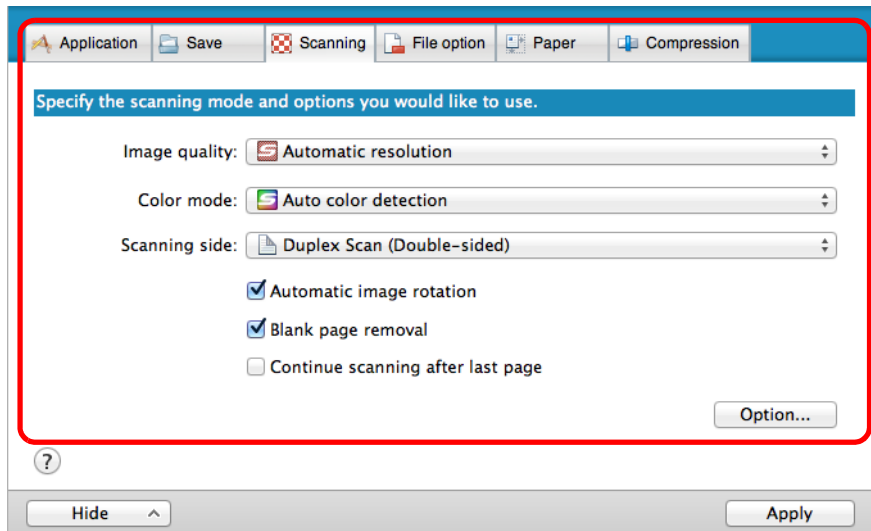 Application Save Scanning File option Paper Compression
Specify the scanning mode and options you would like to use.
Image quality: Automatic resolution
Color mode: Auto color detection
Scanning side: Duplex Scan (Double-sided)
Automatic image rotation
Blank page removal
Continue scanning after last page
Option...
?
Hide Apply